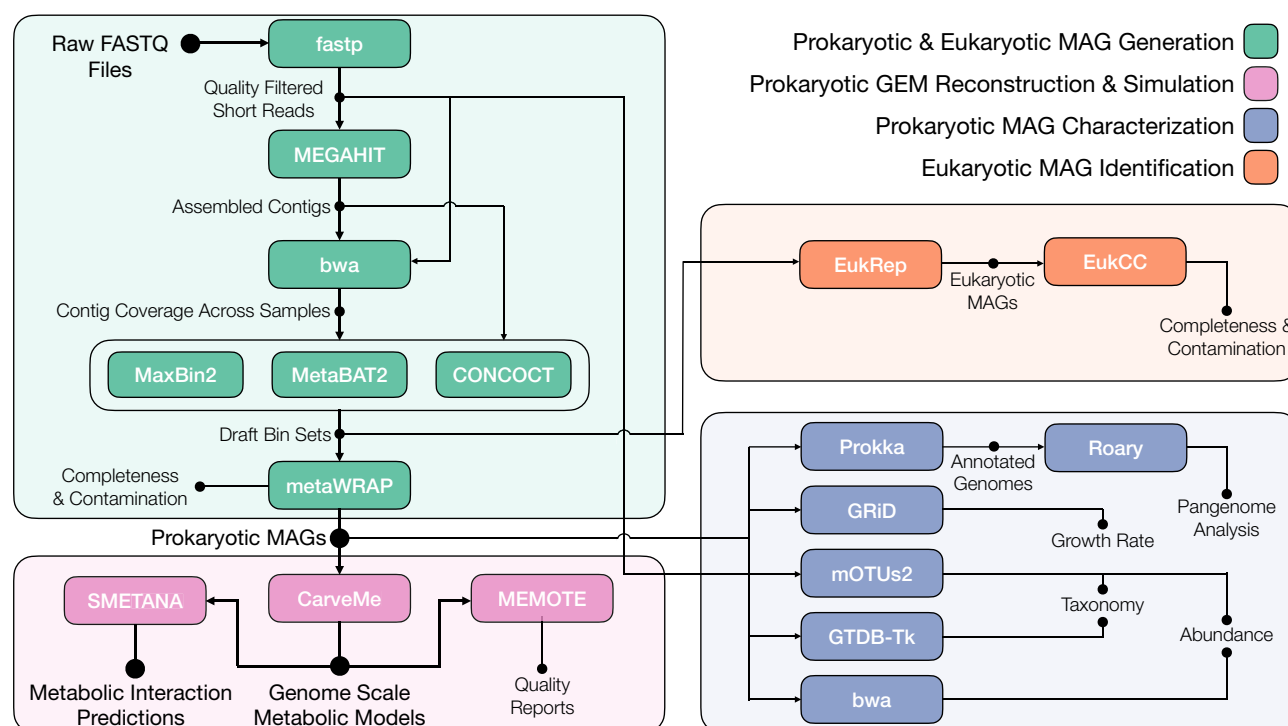 Raw FASTQ
Files
fastp
Quality Filtered
Short Reads
MEGAHIT
Assembled Contigs
bwa
Contig Coverage Across Samples
MaxBin2
MetaBAT2
CONCOCT
Draft Bin Sets
Completeness
& Contamination
metaWRAP
Prokaryotic MAGs
SMETANA
CarveMe
MEMOTE
Metabolic Interaction
Predictions
Genome Scale
Metabolic Models
Quality
Reports
Prokaryotic & Eukaryotic MAG Generation
Prokaryotic GEM Reconstruction & Simulation
Prokaryotic MAG Characterization
Eukaryotic MAG Identification
EukRep
Eukaryotic
MAGs
EukCC
Completeness &
Contamination
Prokka
Annotated
Genomes
Roary
Pangenome
Analysis
GRiD
Growth Rate
mOTUs2
Taxonomy
GTDB-Tk
Abundance
bwa